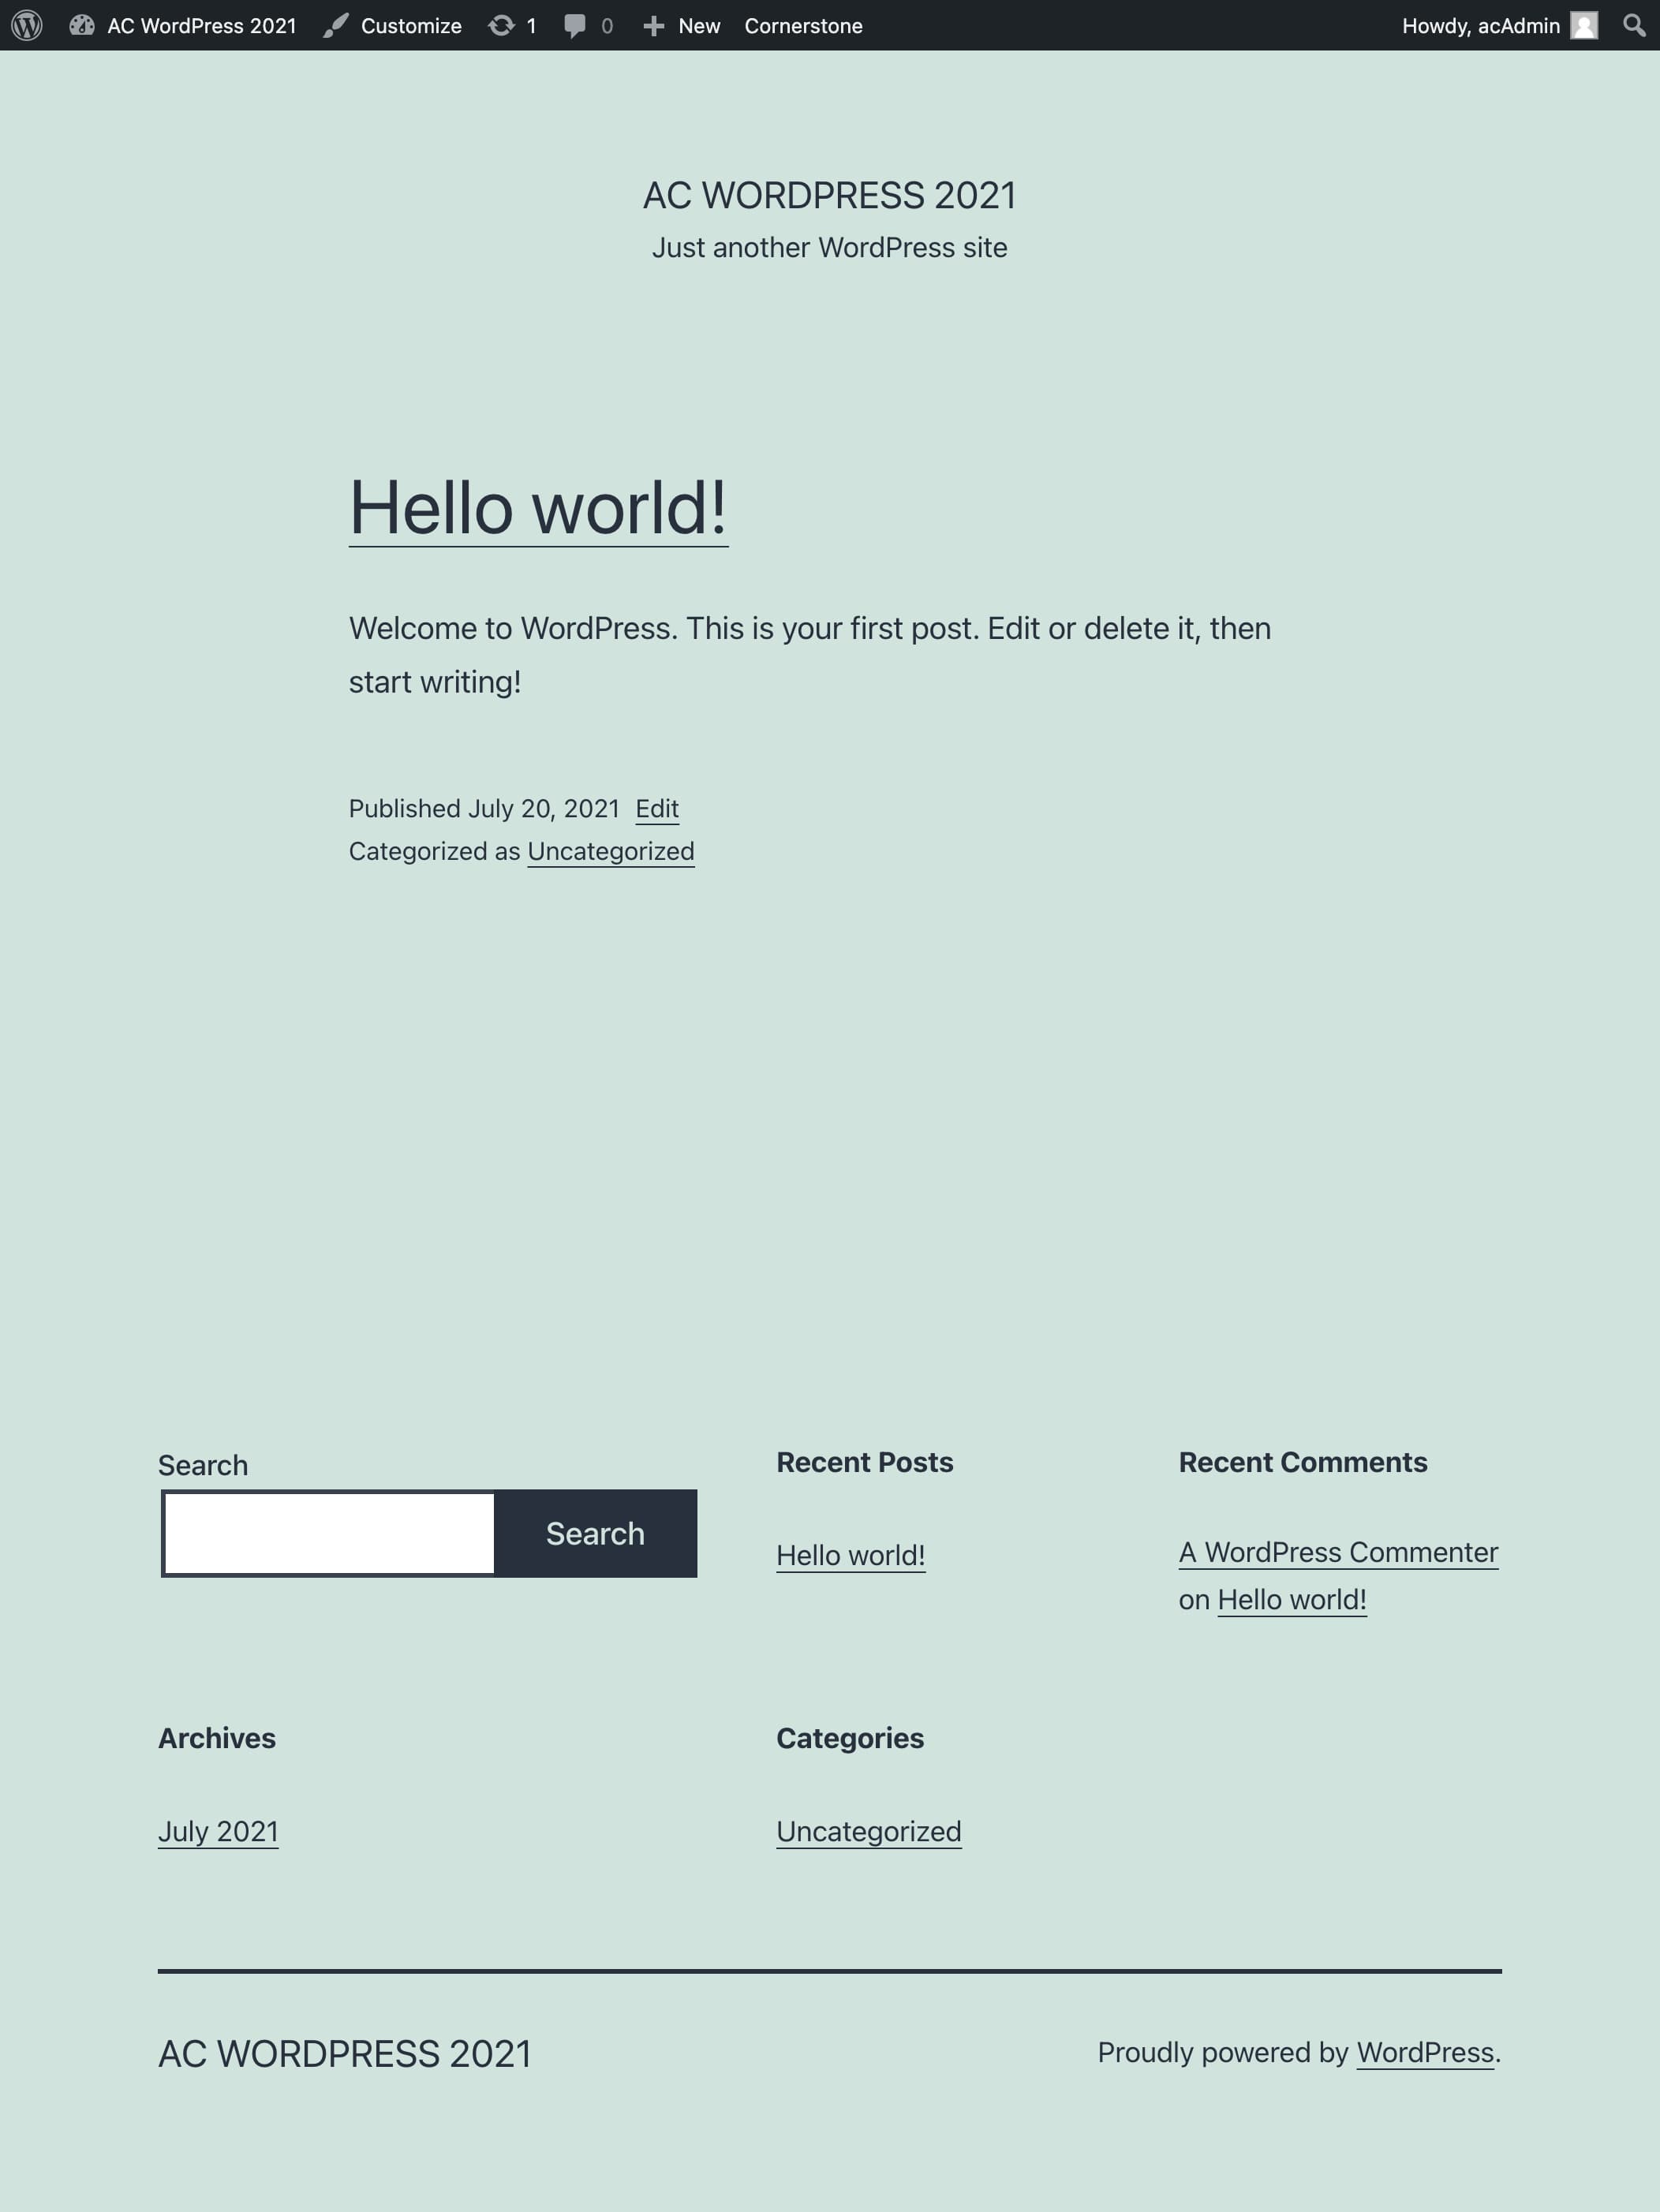 AC WordPress 2021 Customize 1 0 New Cornerstone Howdy, acAdmin
AC WORDPRESS 2021
Just another WordPress site
Hello world!
Welcome to WordPress. This is your first post. Edit or delete it, then
start writing!
Published July 20, 2021 Edit
Categorized as Uncategorized
Search
Search
Recent Posts
Hello world!
Recent Comments
A WordPress Commenter
on Hello world!
Archives
July 2021
Categories
Uncategorized
AC WORDPRESS 2021
Proudly powered by WordPress.